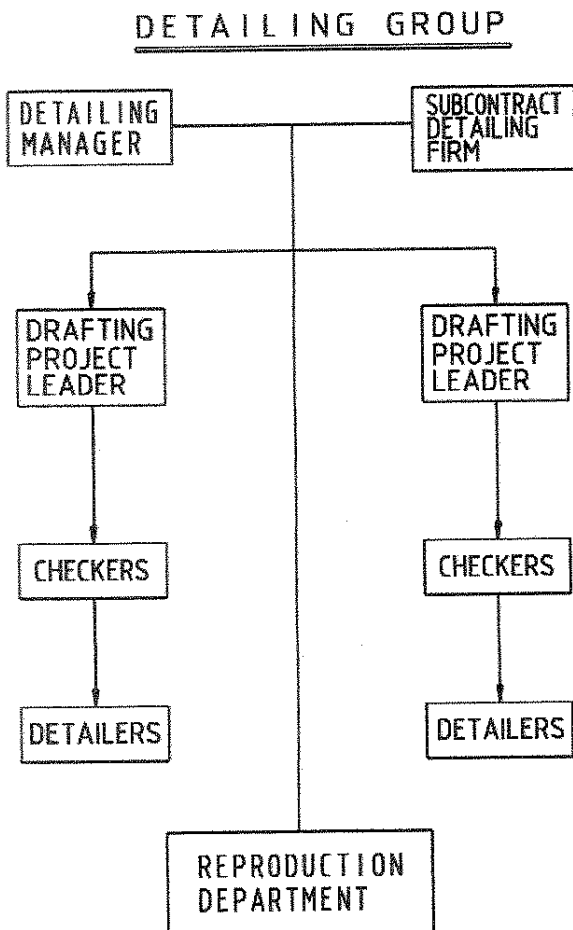 DETAILING GROUP
DETAILING
MANAGER
SUBCONTRACT
DETAILING
FIRM
DRAFTING
PROJECT
LEADER
DRAFTING
PROJECT
LEADER
CHECKERS
CHECKERS
DETAILERS
DETAILERS
REPRODUCTION
DEPARTMENT